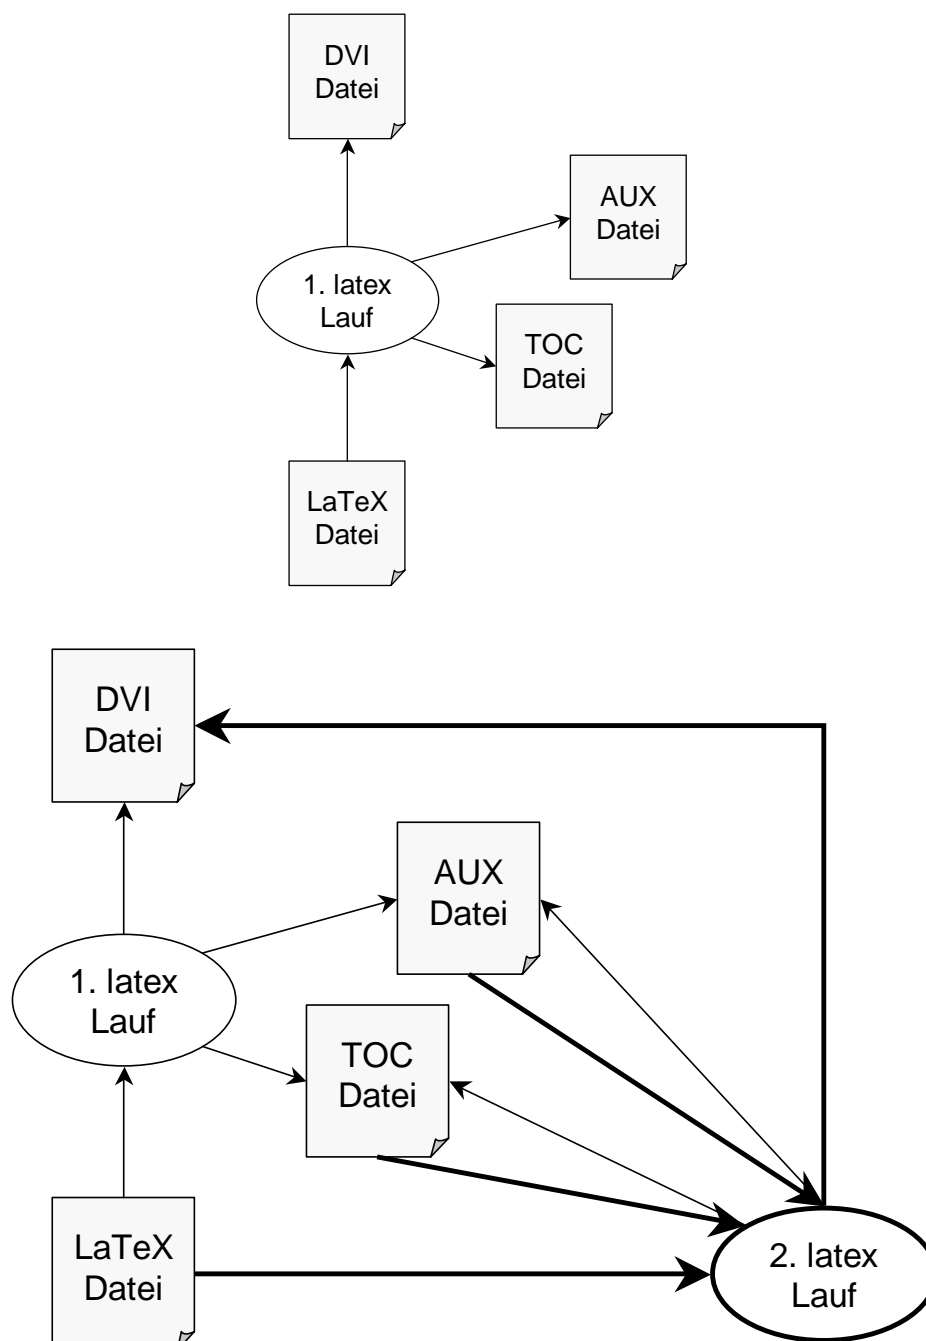 DVI
Datei
AUX
Datei
1. latex
Lauf
TOC
Datei
LaTeX
Datei
DVI
Datei
AUX
Datei
1. latex
Lauf
TOC
Datei
LaTeX
Datei
2. latex
Lauf